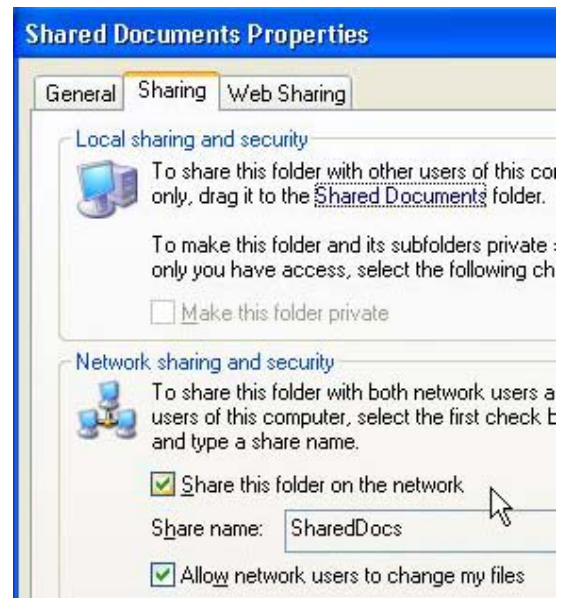 Shared Documents Properties
General Sharing Web Sharing
Local sharing and security
To share this folder with other users of this
only, drag it to the Shared Documents folder.
To make this folder and its subfolders private
only you have access, select the following
Make this folder private
Network sharing and security
To share this folder with both network users
users of this computer, select the first check
and type a share name.
Share this folder on the network
Share name: SharedDocs
Allow network users to change my files